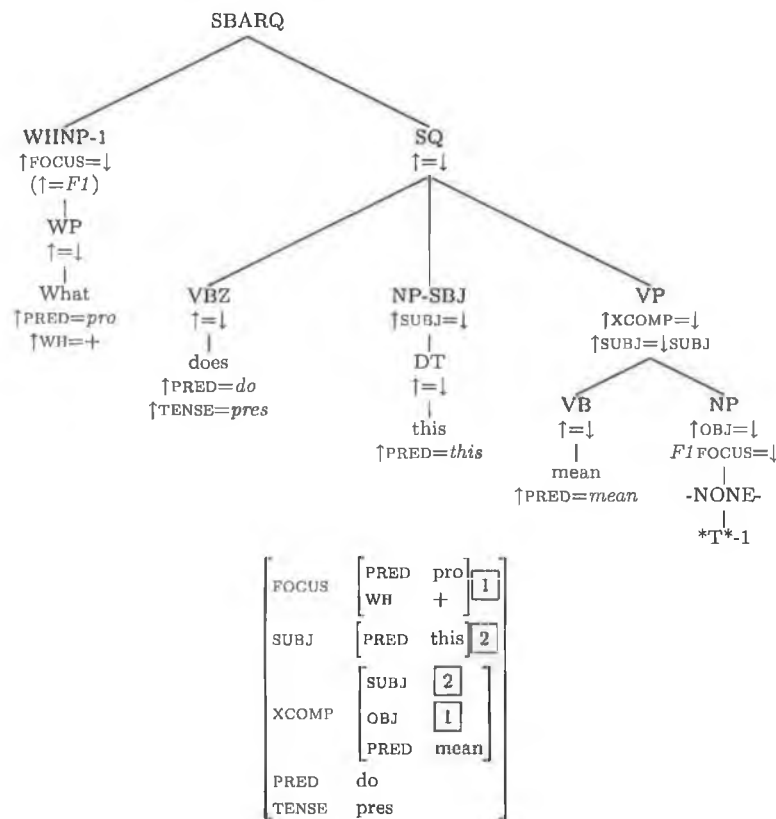 SBARQ
WHNP-1 SQ
↑FOCUS=↓ ↑=↓
(↑=F1)
WP
↑=↓
What VBZ NP-SBJ VP
↑PRED=pro ↑=↓ ↑SUBJ=↓ ↑XCOMP=↓
↑WH=+ ↑SUBJ=↓SUBJ
does DT
↑PRED=do ↑=↓
↑TENSE=pres VB NP
↑=↓ ↑OBJ=↓
this F1FOCUS=↓
↑PRED=this mean
↑PRED=mean -NONE-
*T*-1
FOCUS PRED pro 1
WH +
SUBJ PRED this 2
XCOMP SUBJ 2
OBJ 1
PRED mean
PRED do
TENSE pres